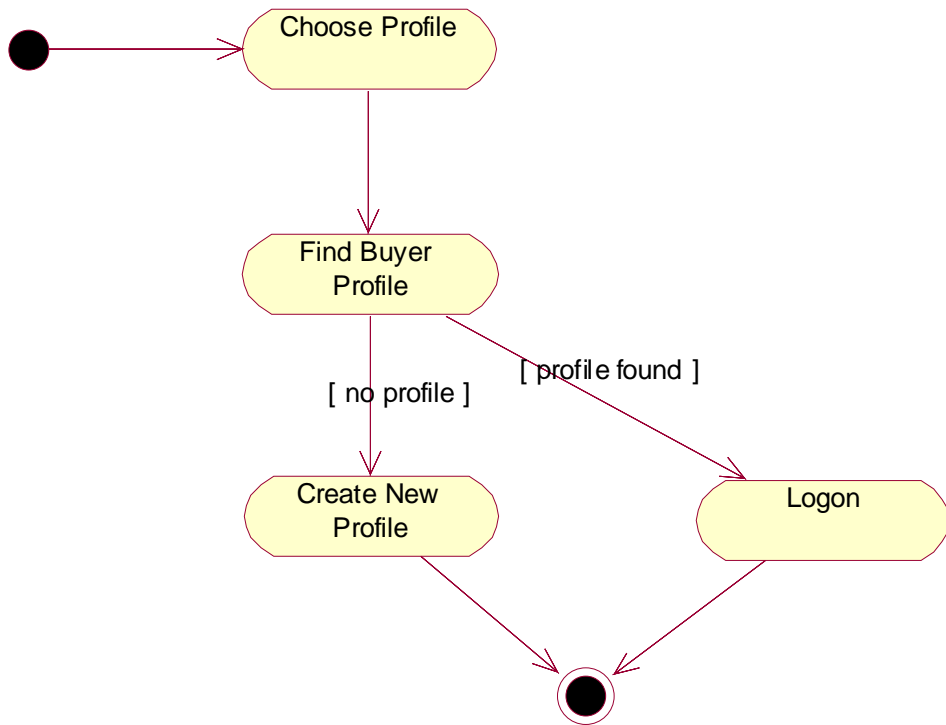 Choose Profile
Find Buyer
Profile
[ profile found ]
[ no profile ]
Create New
Profile
Logon